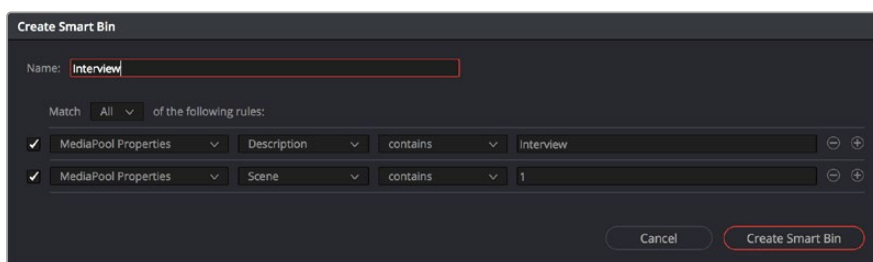 Create Smart Bin
Name: Interview
Match All of the following rules:
MediaPool Properties Description contains Interview
MediaPool Properties Scene contains 1
Cancel Create Smart Bin